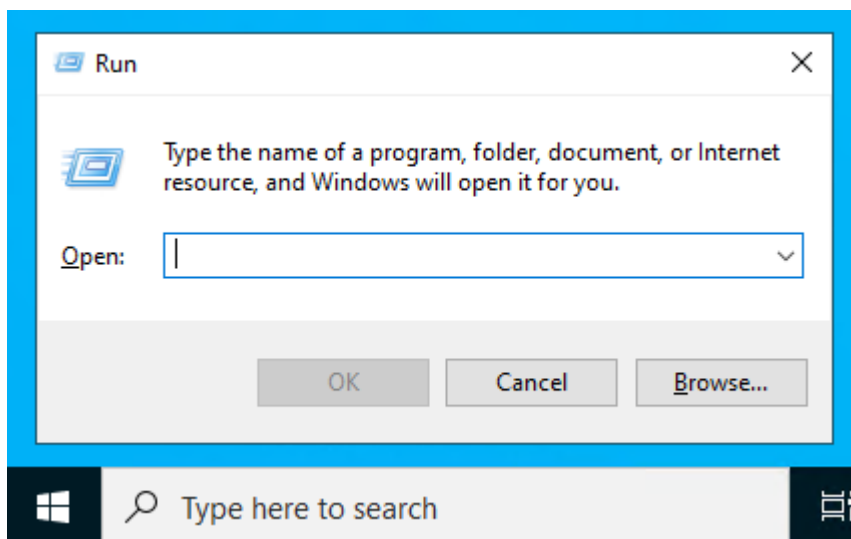 Run
Type the name of a program, folder, document, or Internet
resource, and Windows will open it for you.
Open:
OK
Cancel
Browse...
Type here to search